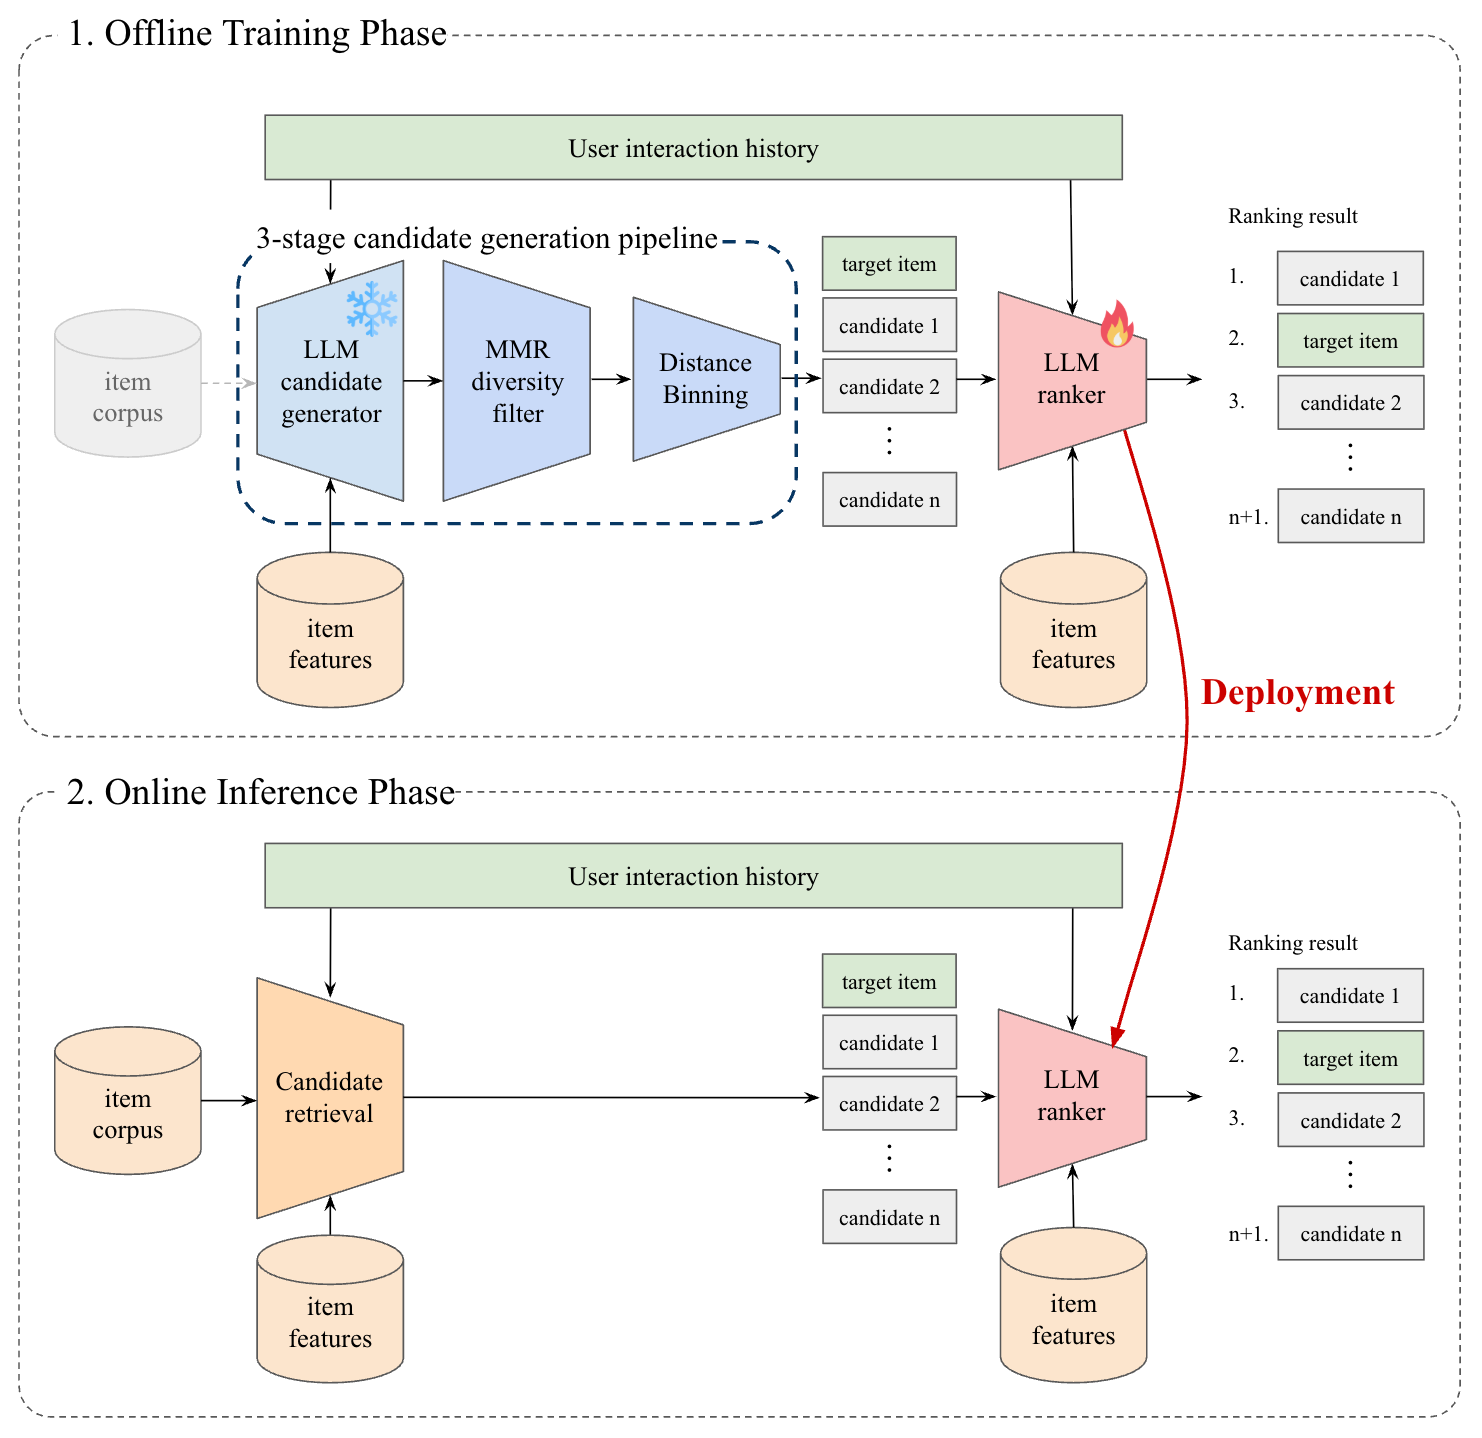 1. Offline Training Phase
User interaction history
3-stage candidate generation pipeline
item
corpus
LLM
candidate
generator
MMR
diversity
filter
Distance
Binning
target item
candidate 1
candidate 2
⋮
candidate n
LLM
ranker
Ranking result
1. candidate 1
2. target item
3. candidate 2
⋮
n+1. candidate n
item
features
item
features
Deployment
2. Online Inference Phase
User interaction history
item
corpus
Candidate
retrieval
target item
candidate 1
candidate 2
⋮
candidate n
LLM
ranker
Ranking result
1. candidate 1
2. target item
3. candidate 2
⋮
n+1. candidate n
item
features
item
features